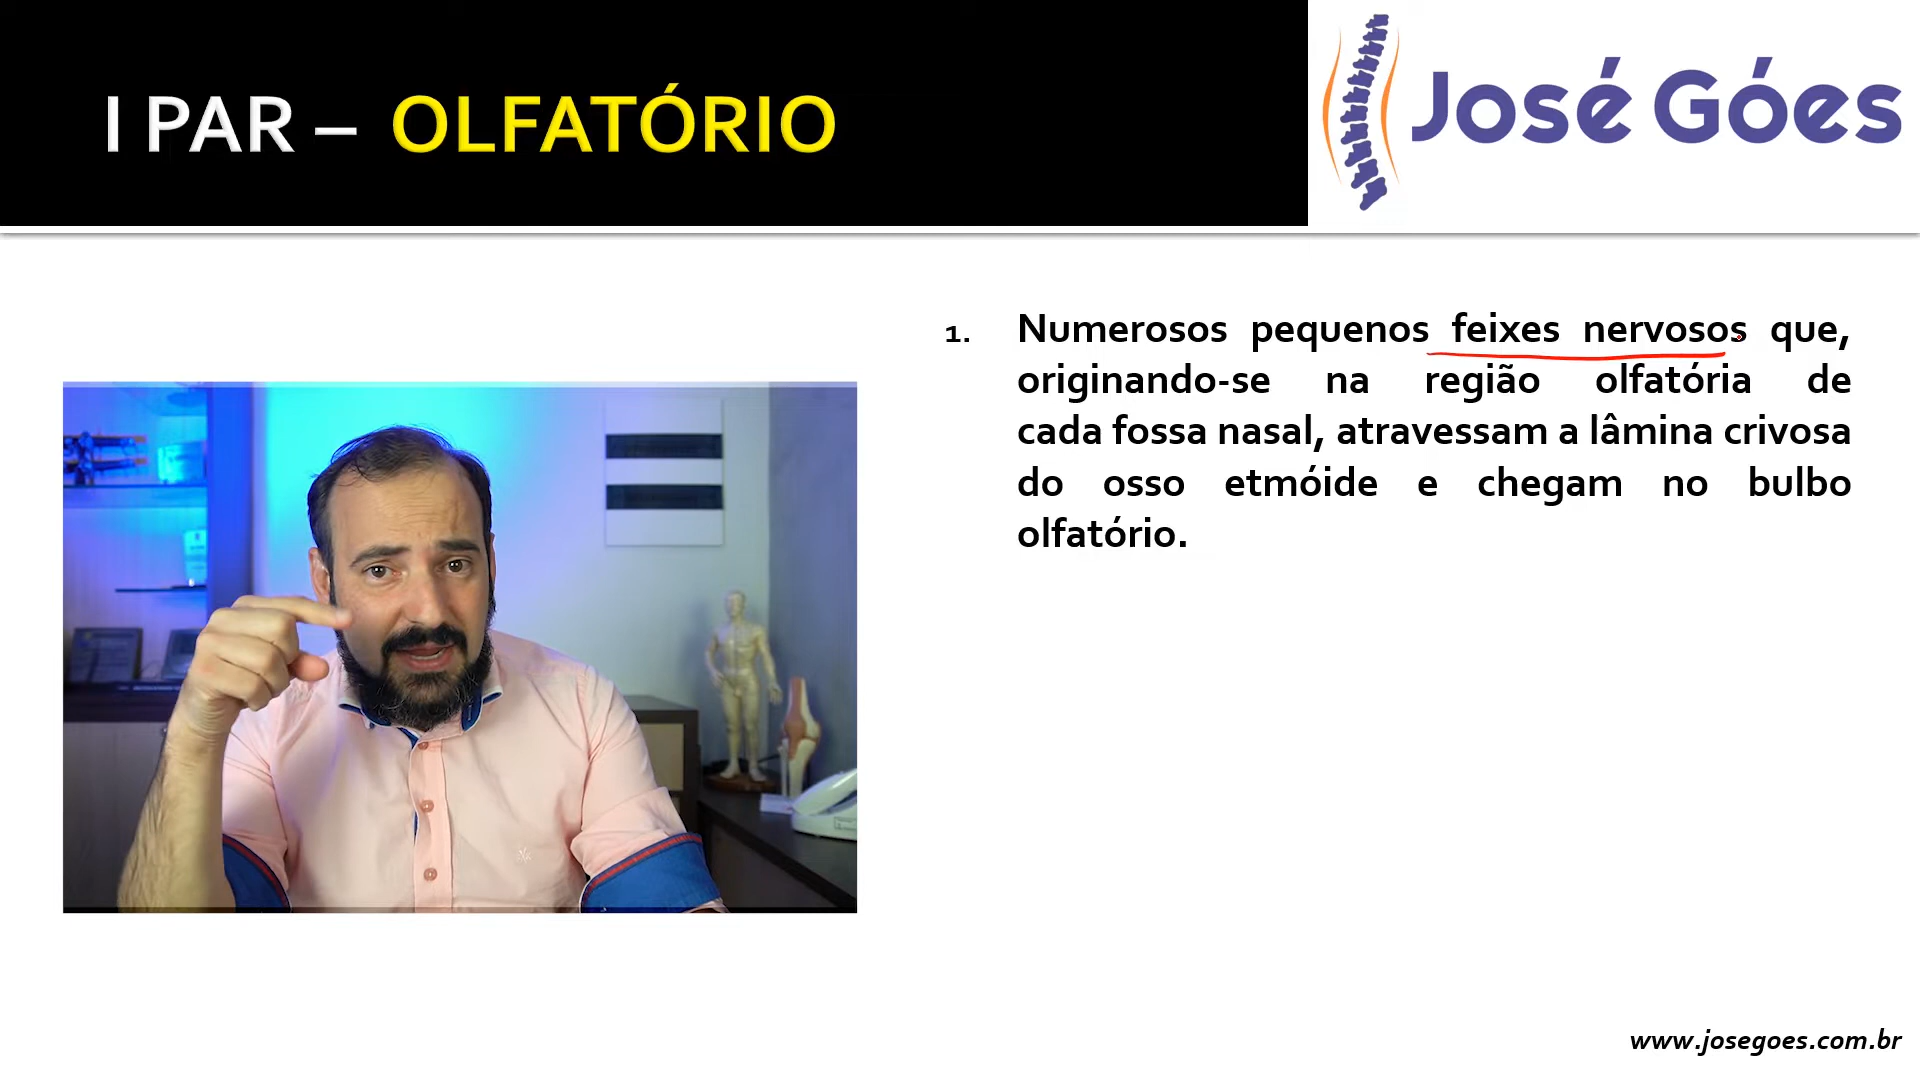 I PAR – OLFATÓRIO
José Góes
1. Numerosos pequenos feixes nervosos que,
originando-se na região olfatória de
cada fossa nasal, atravessam a lâmina crivosa
do osso etmóide e chegam no bulbo
olfatório.
www.josegoes.com.br